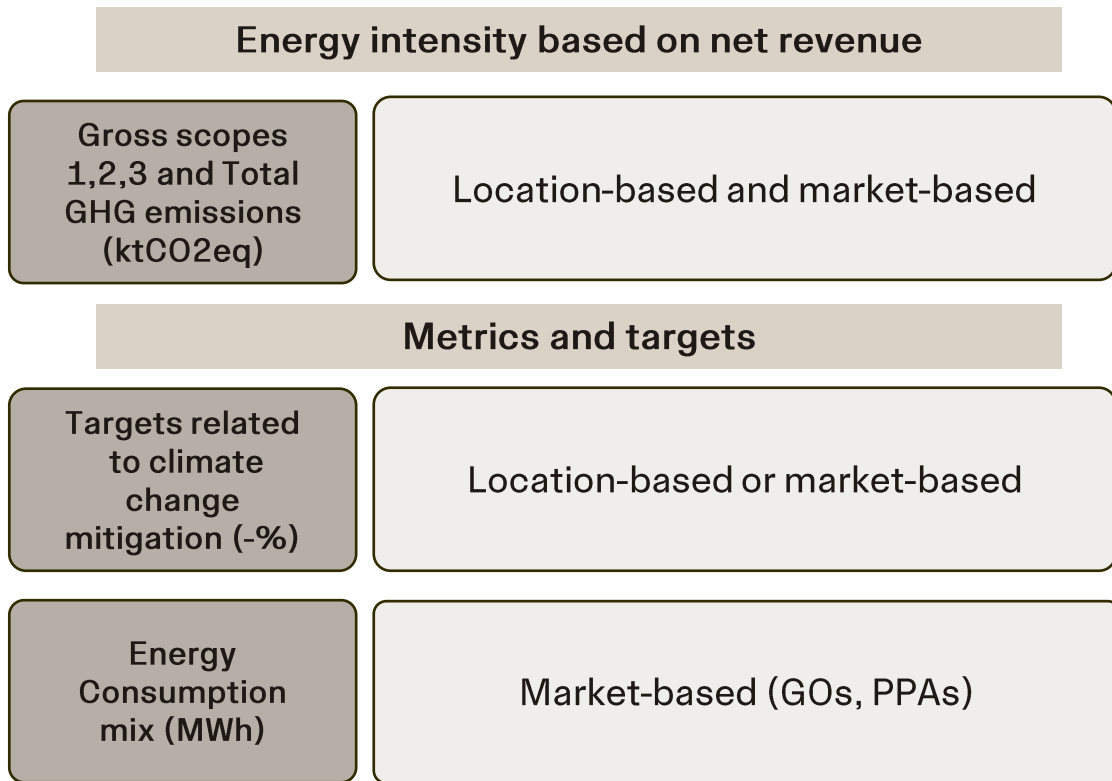 Energy intensity based on net revenue
Gross scopes
1,2,3 and Total
GHG emissions
(ktCO2eq)
Location-based and market-based
Metrics and targets
Targets related
to climate
change
mitigation (-%)
Location-based or market-based
Energy
Consumption
mix (MWh)
Market-based (GOs, PPAs)